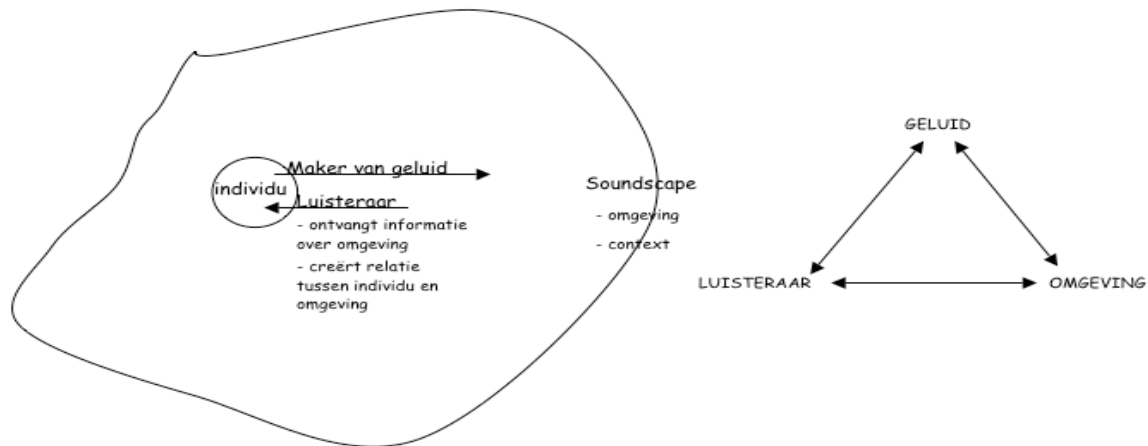 Maker van geluid
individu
Luisteraar
- ontvangt informatie
over omgeving
- creërt relatie
tussen individu en
omgeving
Soundscape
- omgeving
- context
GELUID
LUISTERAAR
OMGEVING